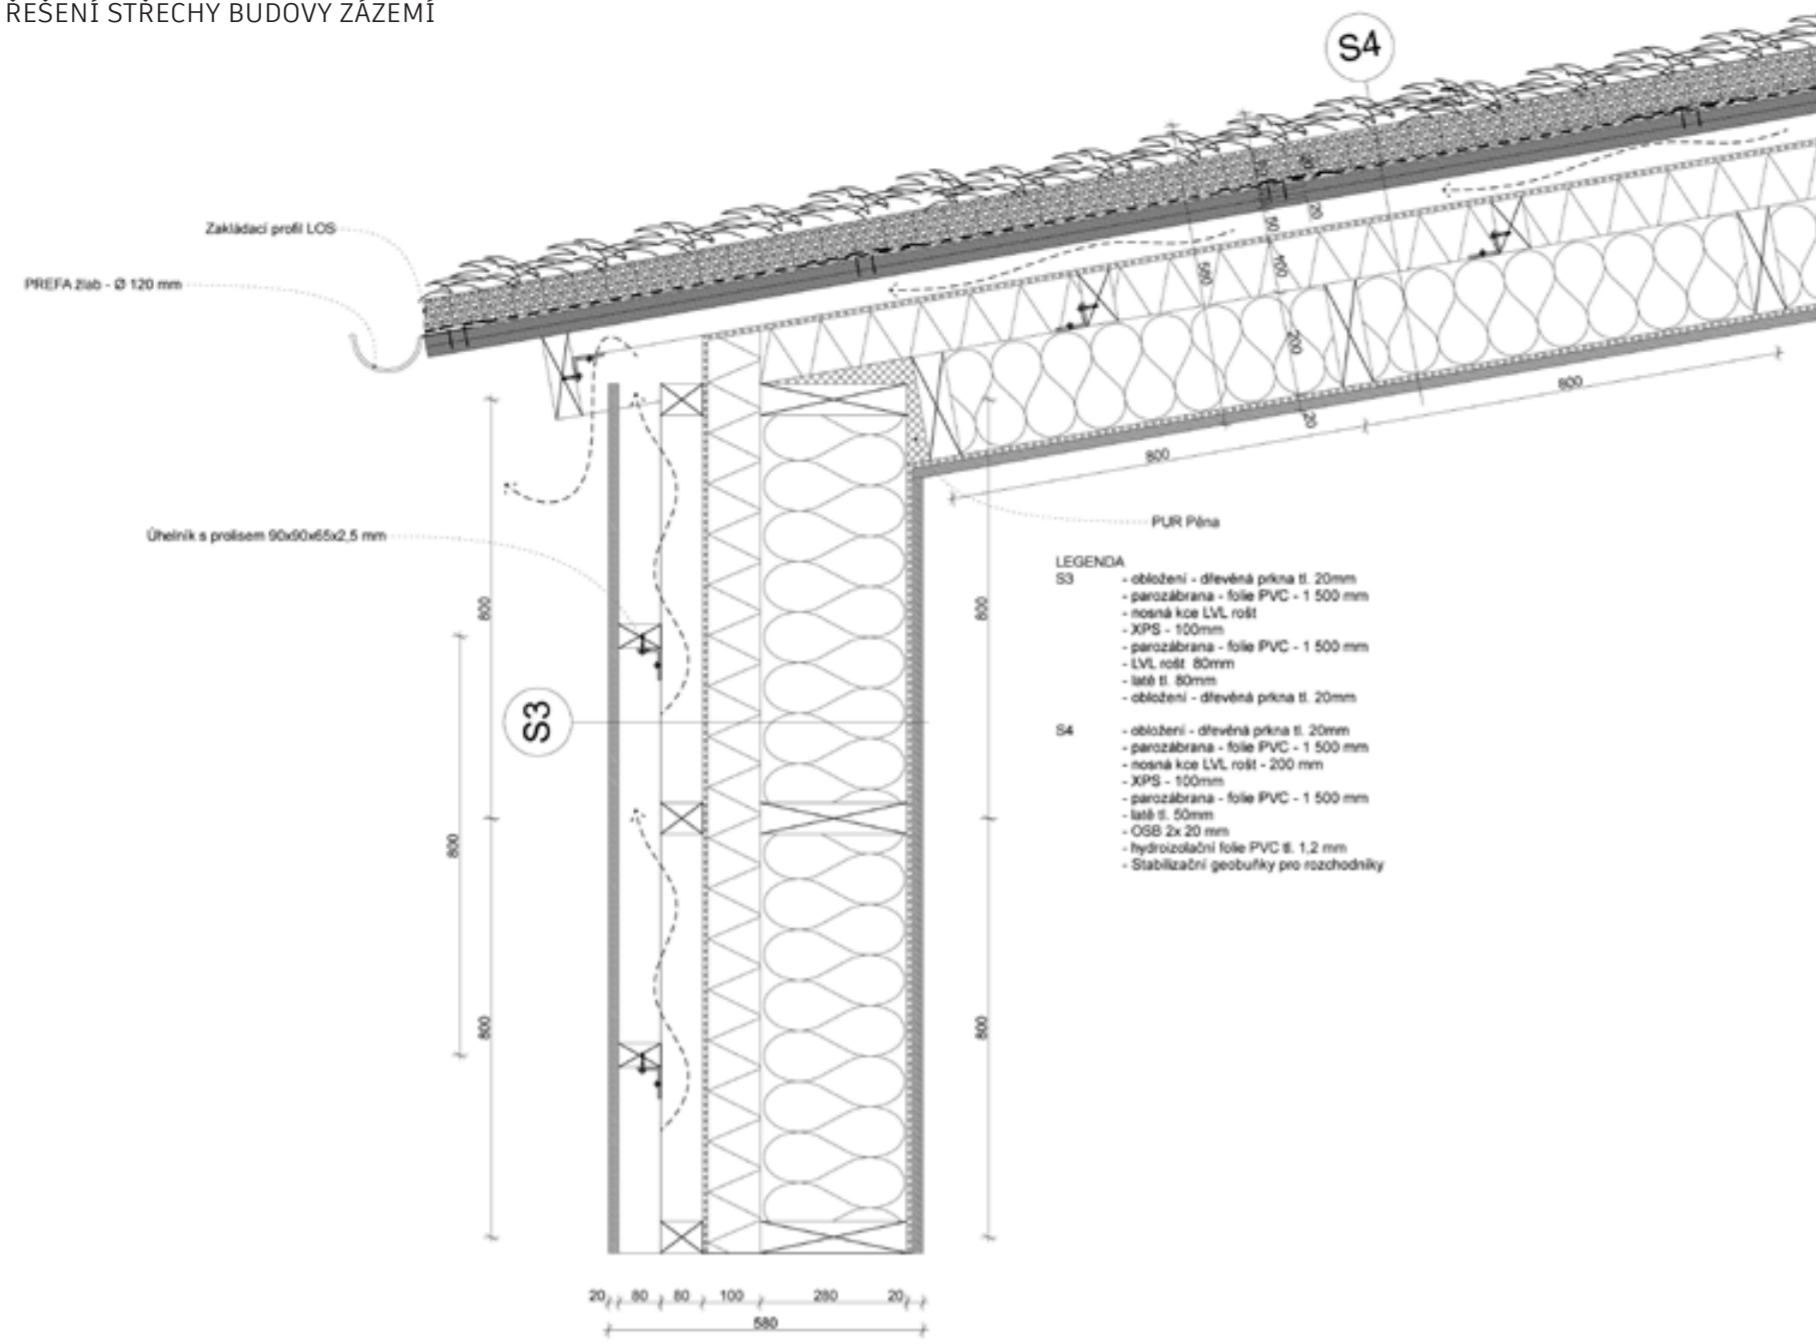 ŘEŠENÍ STŘECHY BUDOVY ZÁZEMÍ
S4
Zakládací profil LOS
PREFA žlab - Ø 120 mm
20
20
50
560
100
200
20
800
800
PUR Pěna
Úhelník s prolisem 90x90x65x2,5 mm
LEGENDA
S3 - obložení - dřevěná prkna tl. 20mm
- parozábrana - folie PVC - 1 500 mm
- nosná kce LVL rošt
- XPS - 100mm
- parozábrana - folie PVC - 1 500 mm
- LVL rošt 80mm
- latě tl. 80mm
- obložení - dřevěná prkna tl. 20mm
S4 - obložení - dřevěná prkna tl. 20mm
- parozábrana - folie PVC - 1 500 mm
- nosná kce LVL rošt - 200 mm
- XPS - 100mm
- parozábrana - folie PVC - 1 500 mm
- latě tl. 50mm
- OSB 2x 20 mm
- hydroizolační folie PVC tl. 1,2 mm
- Stabilizační geobuňky pro rozchodníky
800
800
S3
800
800
800
20 80 80 100 280 20
580